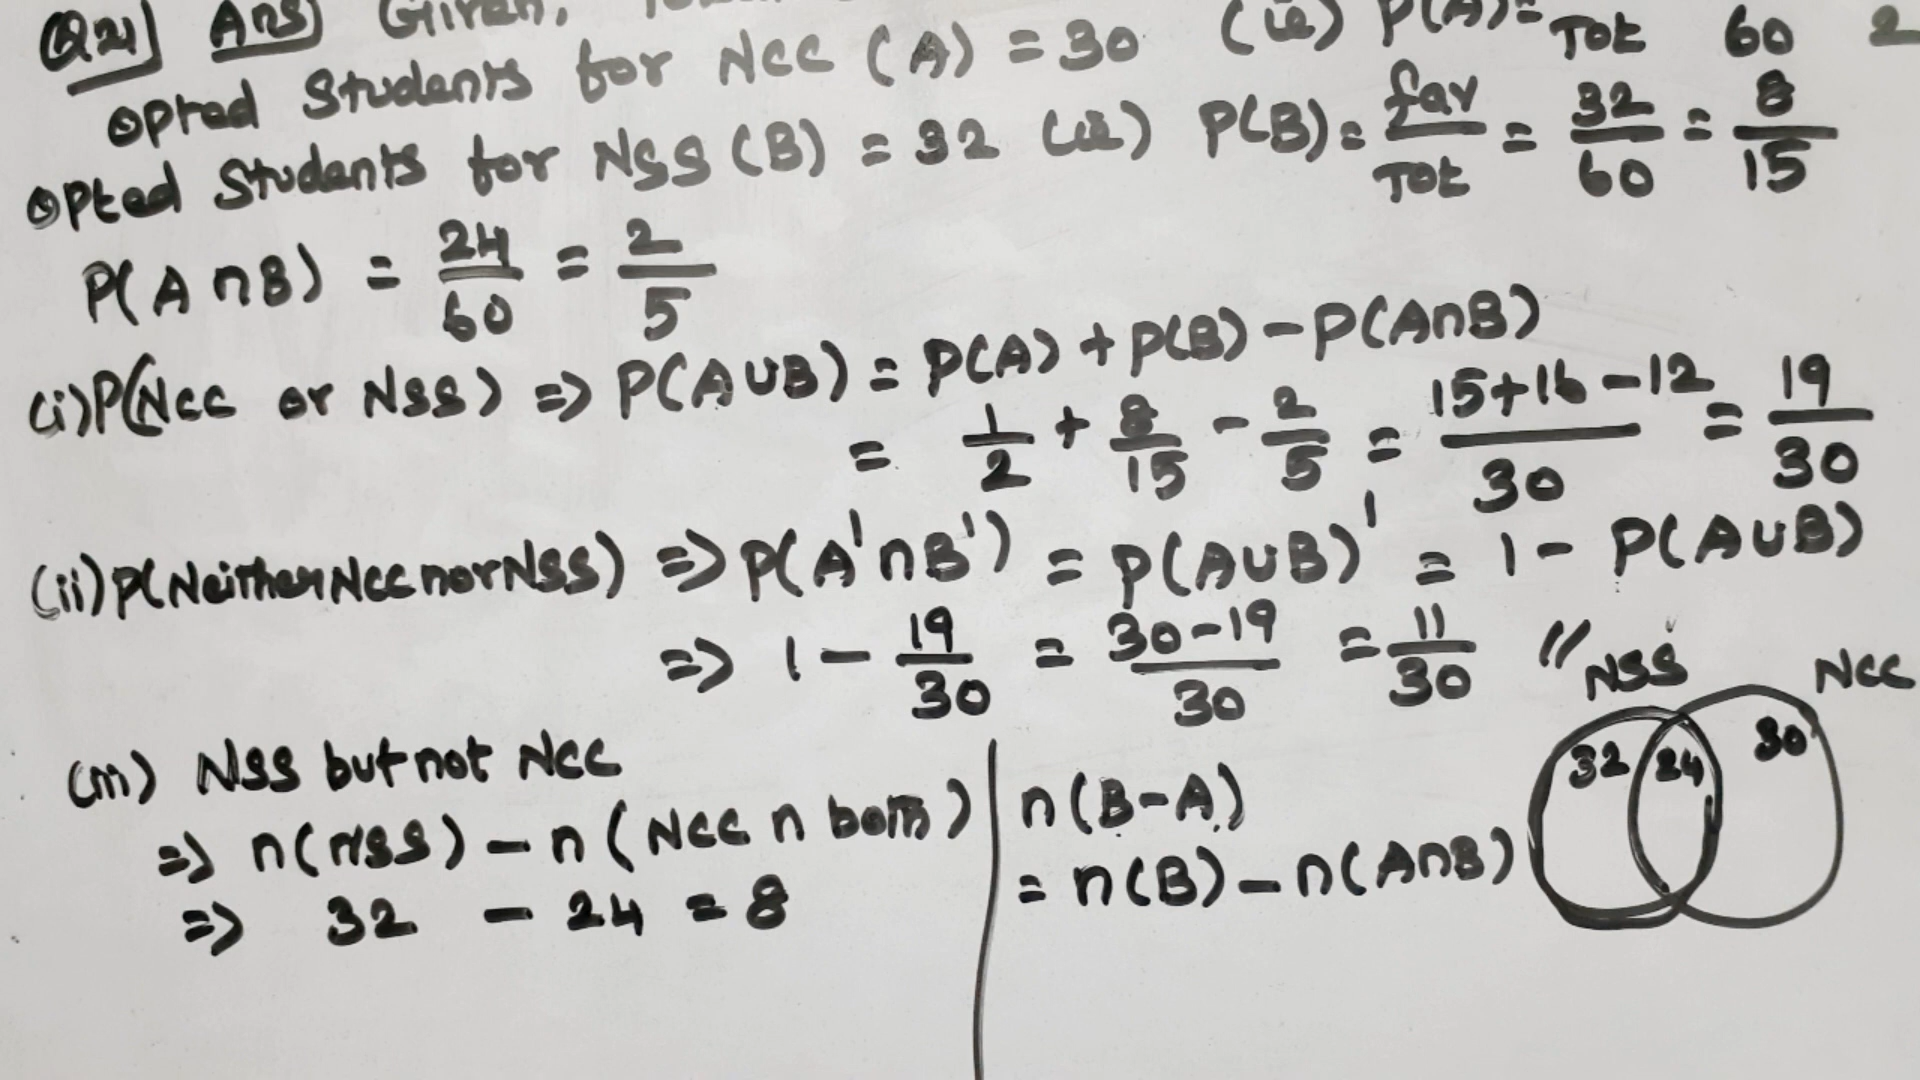 Q21) Ans) Given,
opted Students for NCC (A) = 30 (ie) P(A) = Tot 60 2
opted Students for NSS (B) = 32 (ie) P(B) = fav/Tot = 32/60 = 8/15
P(A∩B) = 24/60 = 2/5
(i) P(NCC or NSS) => P(A∪B) = P(A) + P(B) - P(A∩B)
= 1/2 + 8/15 - 2/5 = 15+16-12/30 = 19/30
(ii) P(Neither NCC nor NSS) => P(A'∩B') = P(A∪B)' = 1 - P(A∪B)
=> 1 - 19/30 = 30-19/30 = 11/30 //
NSS NCC
32 24 30
(iii) NSS but not NCC
=> n(NSS) - n(NCC ∩ both)
=> 32 - 24 = 8
n(B-A)
= n(B) - n(A∩B)